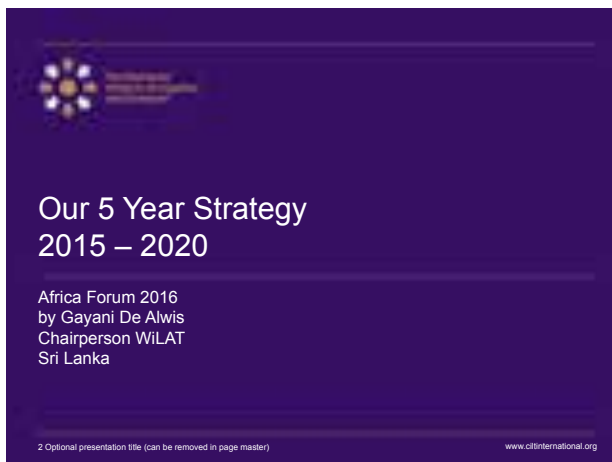 Our 5 Year Strategy
2015 – 2020
Africa Forum 2016
by Gayani De Alwis
Chairperson WiLAT
Sri Lanka
2 Optional presentation title (can be removed in page master)
www.ciltinternational.org